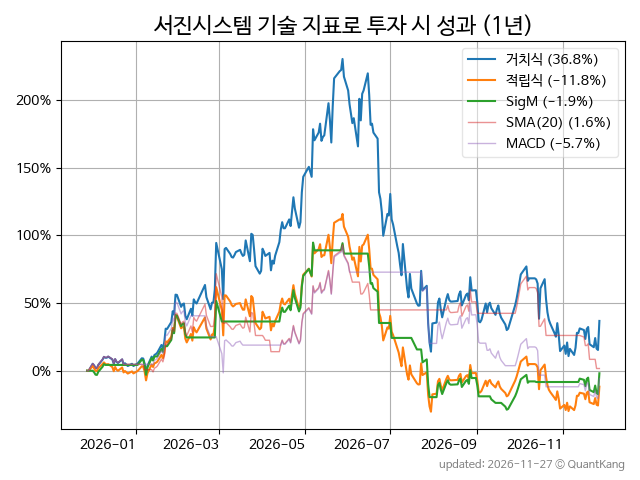 서진시스템 기술 지표로 투자 시 성과 (1년)
거치식 (36.8%)
적립식 (−11.8%)
SigM (−1.9%)
SMA(20) (1.6%)
MACD (−5.7%)
200%
150%
100%
50%
0%
2026-01 2026-03 2026-05 2026-07 2026-09 2026-11
updated: 2026-11-27 © QuantKang